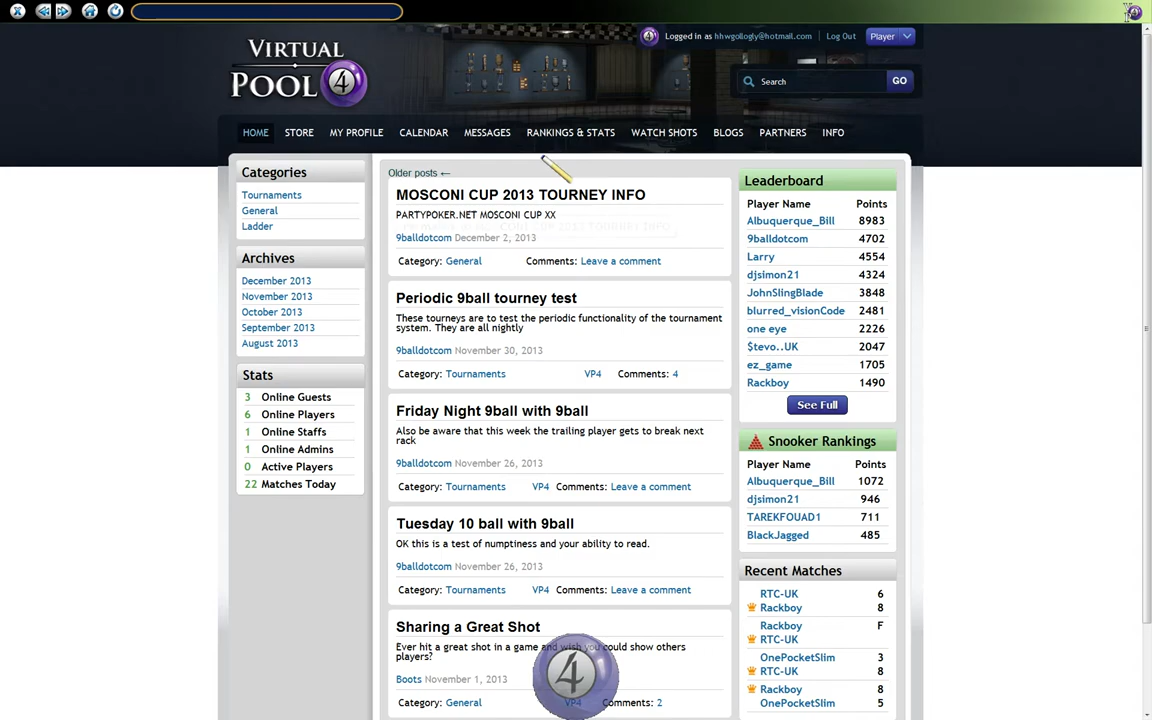 VIRTUAL
POOL 4
Logged in as hhwgollogly@hotmail.com
Log Out
Player
Search
GO
HOME
STORE
MY PROFILE
CALENDAR
MESSAGES
RANKINGS & STATS
WATCH SHOTS
BLOGS
PARTNERS
INFO
Categories
Tournaments
General
Ladder
Archives
December 2013
November 2013
October 2013
September 2013
August 2013
Stats
3 Online Guests
6 Online Players
1 Online Staffs
1 Online Admins
0 Active Players
22 Matches Today
Older posts ←
MOSCONI CUP 2013 TOURNEY INFO
PARTYPOKER.NET MOSCONI CUP XX
9balldotcom December 2, 2013
Category: General Comments: Leave a comment
Periodic 9ball tourney test
These tourneys are to test the periodic functionality of the tournament
system. They are all nightly
9balldotcom November 30, 2013
Category: Tournaments VP4 Comments: 4
Friday Night 9ball with 9ball
Also be aware that this week the trailing player gets to break next
rack
9balldotcom November 26, 2013
Category: Tournaments VP4 Comments: Leave a comment
Tuesday 10 ball with 9ball
OK this is a test of numptiness and your ability to read.
9balldotcom November 26, 2013
Category: Tournaments VP4 Comments: Leave a comment
Sharing a Great Shot
Ever hit a great shot in a game and wish you could show others
players?
Boots November 1, 2013
Category: General VP4 Comments: 2
4
Leaderboard
Player Name Points
Albuquerque_Bill 8983
9balldotcom 4702
Larry 4554
djsimon21 4324
JohnSlingBlade 3848
blurred_visionCode 2481
one eye 2226
$tevo..UK 2047
ez_game 1705
Rackboy 1490
See Full
Snooker Rankings
Player Name Points
Albuquerque_Bill 1072
djsimon21 946
TAREKFOUAD1 711
BlackJagged 485
Recent Matches
RTC-UK 6
Rackboy 8
Rackboy F
RTC-UK
OnePocketSlim 3
RTC-UK 8
Rackboy 8
OnePocketSlim 5